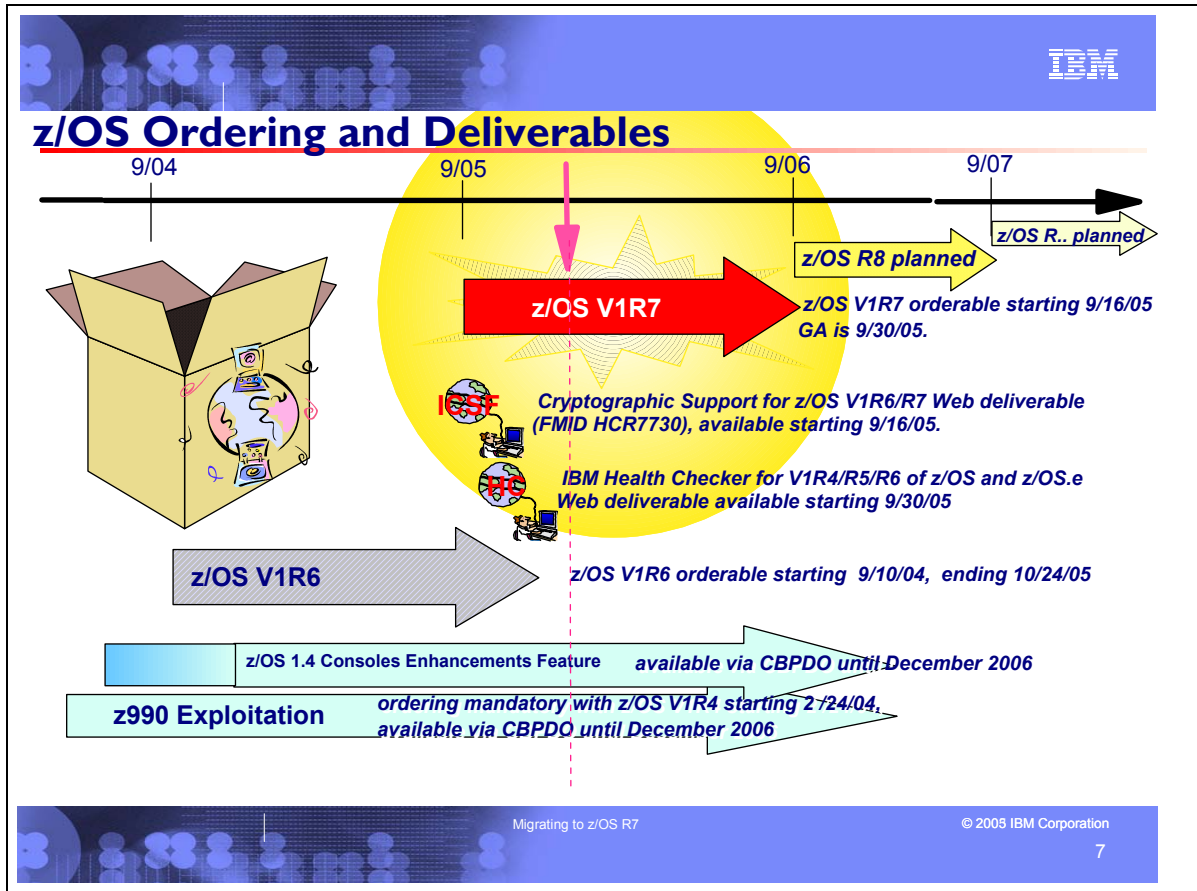 IBM
z/OS Ordering and Deliverables
9/04
9/05
9/06
9/07
z/OS R.. planned
z/OS R8 planned
z/OS V1R7
z/OS V1R7 orderable starting 9/16/05
GA is 9/30/05.
ICSF
Cryptographic Support for z/OS V1R6/R7 Web deliverable
(FMID HCR7730), available starting 9/16/05.
HC
IBM Health Checker for V1R4/R5/R6 of z/OS and z/OS.e
Web deliverable available starting 9/30/05
z/OS V1R6
z/OS V1R6 orderable starting 9/10/04, ending 10/24/05
z/OS 1.4 Consoles Enhancements Feature
available via CBPDO until December 2006
z990 Exploitation
ordering mandatory with z/OS V1R4 starting 2/24/04,
available via CBPDO until December 2006
Migrating to z/OS R7
© 2005 IBM Corporation
7